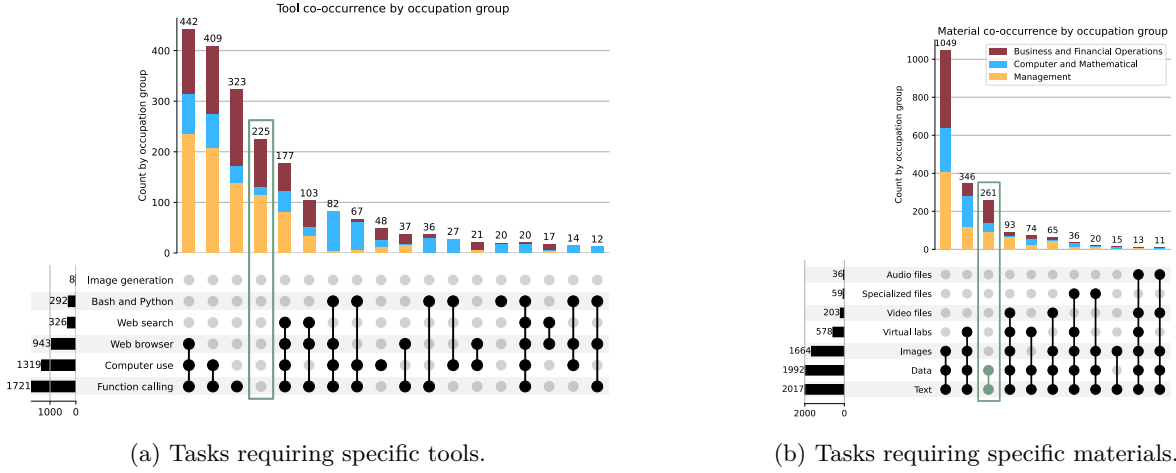 Tool co-occurrence by occupation group
Count by occupation group
400
300
200
100
0
442
409
323
225
177
103
82
67
48
37
36
27
21
20
20
17
14
12
8 Image generation
292 Bash and Python
326 Web search
943 Web browser
1319 Computer use
1721 Function calling
1000 0
(a) Tasks requiring specific tools.
Material co-occurrence by occupation group
Business and Financial Operations
Computer and Mathematical
Management
Count by occupation group
1000
800
600
400
200
0
1049
346
261
93
74
65
36
20
15
13
11
36 Audio files
59 Specialized files
203 Video files
578 Virtual labs
1664 Images
1992 Data
2017 Text
2000 0
(b) Tasks requiring specific materials.